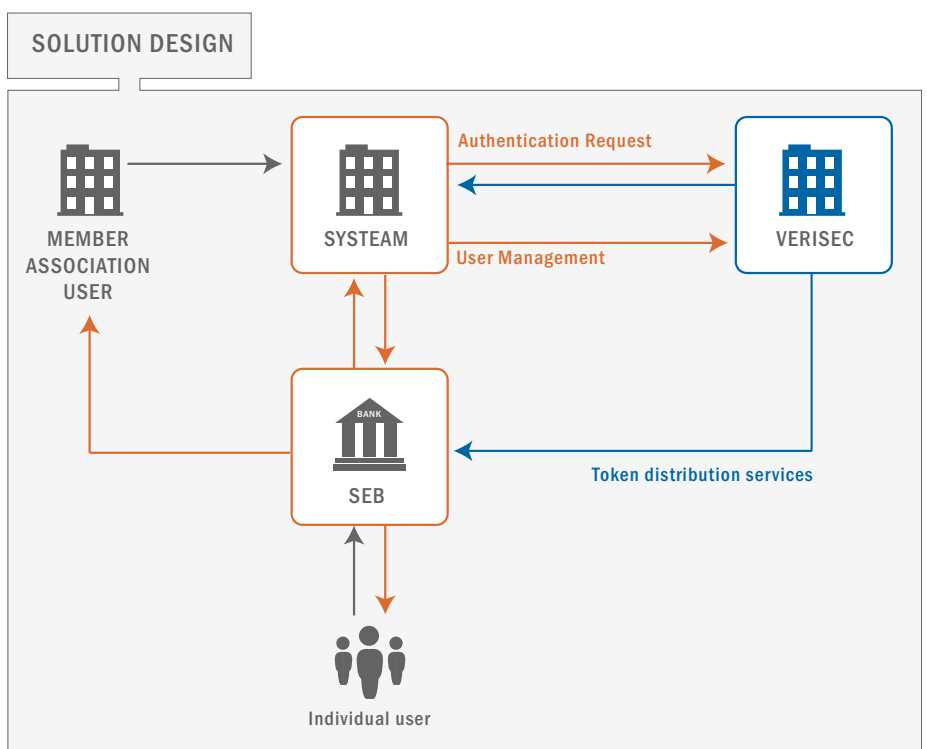 SOLUTION DESIGN
Authentication Request
MEMBER
ASSOCIATION
USER
SYSTEAM
VERISEC
User Management
BANK
SEB
Token distribution services
Individual user